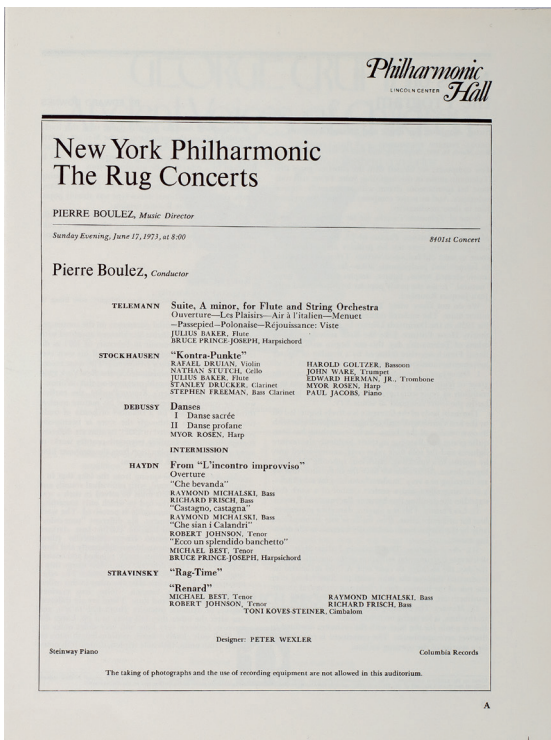 Philharmonic
LINCOLN CENTER Hall
New York Philharmonic
The Rug Concerts
PIERRE BOULEZ, Music Director
Sunday Evening, June 17, 1973, at 8:00 8401st Concert
Pierre Boulez, Conductor
TELEMANN Suite, A minor, for Flute and String Orchestra
Ouverture—Les Plaisirs—Air à l'italien—Menuet
—Passepied—Polonaise—Réjouissance: Viste
JULIUS BAKER, Flute
BRUCE PRINCE-JOSEPH, Harpsichord
STOCKHAUSEN "Kontra-Punkte"
RAFAEL DRUIAN, Violin HAROLD GOLTZER, Bassoon
NATHAN STUTCH, Cello JOHN WARE, Trumpet
JULIUS BAKER, Flute EDWARD HERMAN, JR., Trombone
STANLEY DRUCKER, Clarinet MYOR ROSEN, Harp
STEPHEN FREEMAN, Bass Clarinet PAUL JACOBS, Piano
DEBUSSY Danses
I Danse sacrée
II Danse profane
MYOR ROSEN, Harp
INTERMISSION
HAYDN From "L'incontro improvviso"
Overture
"Che bevanda"
RAYMOND MICHALSKI, Bass
RICHARD FRISCH, Bass
"Castagno, castagna"
RAYMOND MICHALSKI, Bass
"Che sian i Calandri"
ROBERT JOHNSON, Tenor
"Ecco un splendido banchetto"
MICHAEL BEST, Tenor
BRUCE PRINCE-JOSEPH, Harpsichord
STRAVINSKY "Rag-Time"
"Renard"
MICHAEL BEST, Tenor RAYMOND MICHALSKI, Bass
ROBERT JOHNSON, Tenor RICHARD FRISCH, Bass
TONI KOVES-STEINER, Cimbalom
Designer: PETER WEXLER
Steinway Piano Columbia Records
The taking of photographs and the use of recording equipment are not allowed in this auditorium.
A